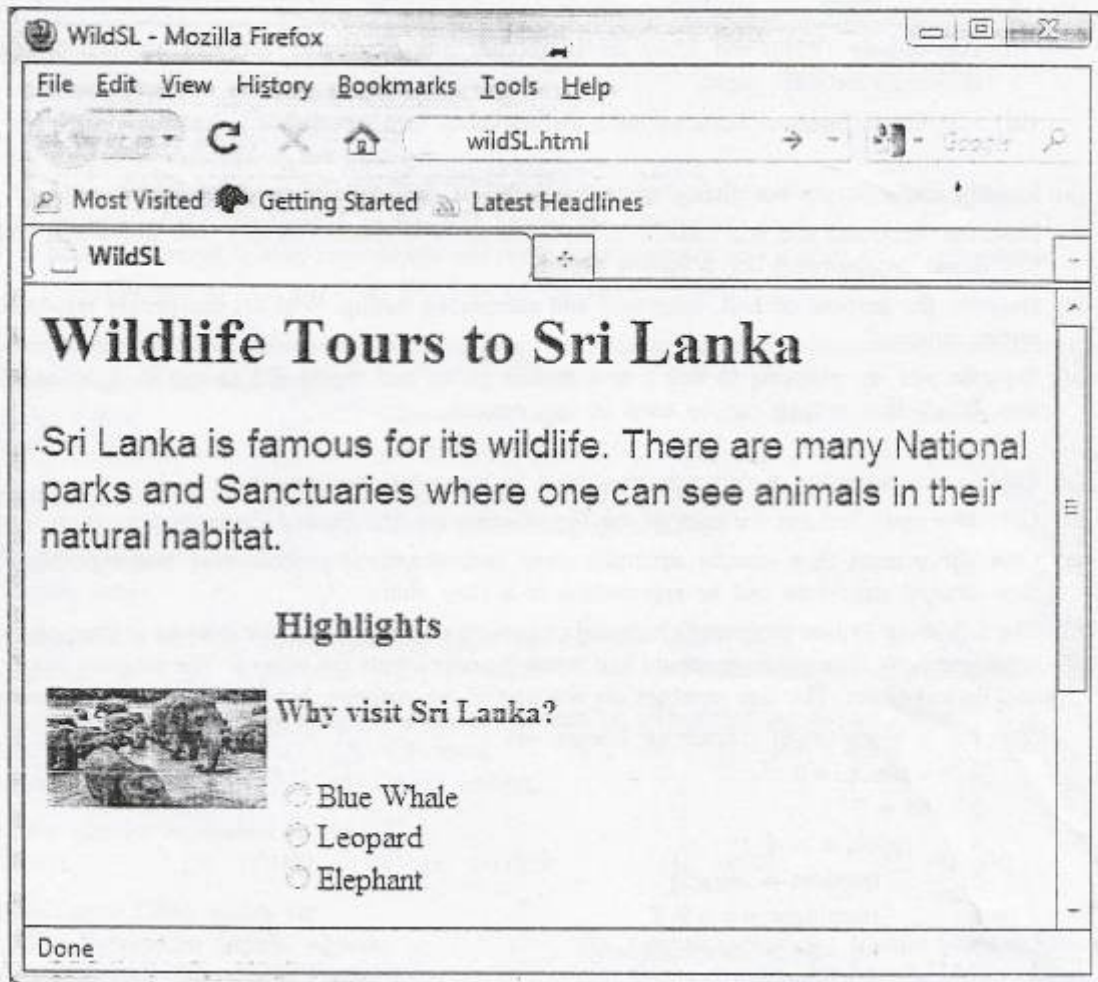 WildSL - Mozilla Firefox
File Edit View History Bookmarks Tools Help
wildSL.html
Google
Most Visited Getting Started Latest Headlines
WildSL
Wildlife Tours to Sri Lanka
Sri Lanka is famous for its wildlife. There are many National
parks and Sanctuaries where one can see animals in their
natural habitat.
Highlights
Why visit Sri Lanka?
Blue Whale
Leopard
Elephant
Done